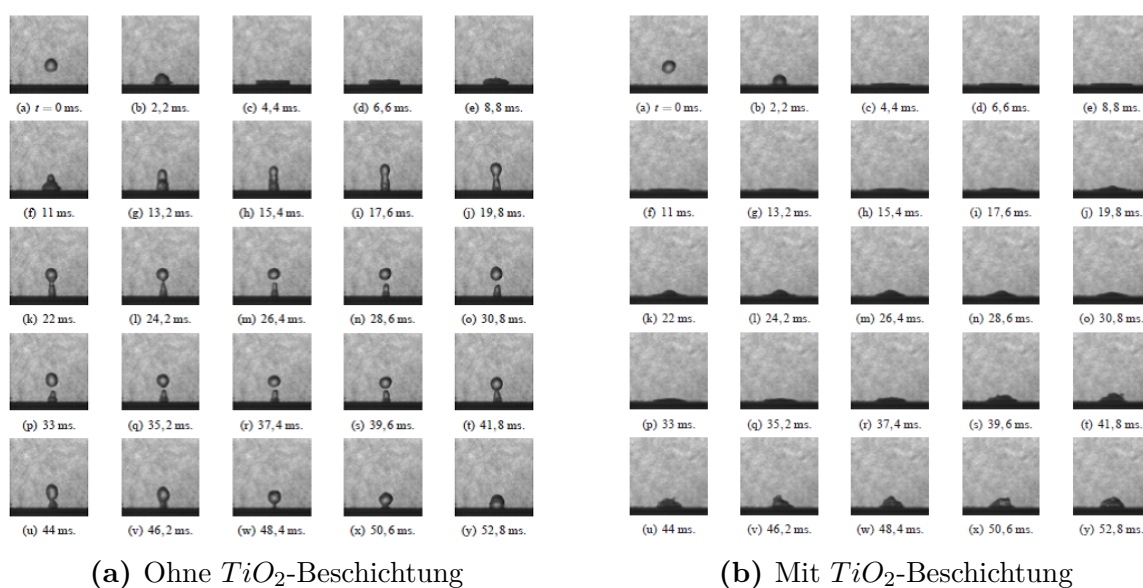 (a) t = 0 ms. (b) 2,2 ms. (c) 4,4 ms. (d) 6,6 ms. (e) 8,8 ms.
(f) 11 ms. (g) 13,2 ms. (h) 15,4 ms. (i) 17,6 ms. (j) 19,8 ms.
(k) 22 ms. (l) 24,2 ms. (m) 26,4 ms. (n) 28,6 ms. (o) 30,8 ms.
(p) 33 ms. (q) 35,2 ms. (r) 37,4 ms. (s) 39,6 ms. (t) 41,8 ms.
(u) 44 ms. (v) 46,2 ms. (w) 48,4 ms. (x) 50,6 ms. (y) 52,8 ms.
(a) Ohne TiO₂-Beschichtung
(a) t = 0 ms. (b) 2,2 ms. (c) 4,4 ms. (d) 6,6 ms. (e) 8,8 ms.
(f) 11 ms. (g) 13,2 ms. (h) 15,4 ms. (i) 17,6 ms. (j) 19,8 ms.
(k) 22 ms. (l) 24,2 ms. (m) 26,4 ms. (n) 28,6 ms. (o) 30,8 ms.
(p) 33 ms. (q) 35,2 ms. (r) 37,4 ms. (s) 39,6 ms. (t) 41,8 ms.
(u) 44 ms. (v) 46,2 ms. (w) 48,4 ms. (x) 50,6 ms. (y) 52,8 ms.
(b) Mit TiO₂-Beschichtung